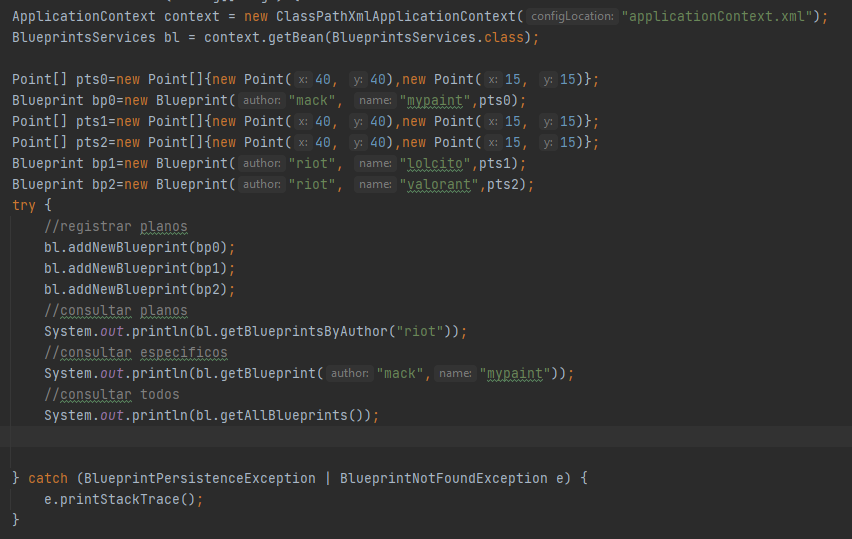 ApplicationContext context = new ClassPathXmlApplicationContext( configLocation: "applicationContext.xml");
BlueprintsServices bl = context.getBean(BlueprintsServices.class);
Point[] pts0=new Point[]{new Point( x: 40, y: 40),new Point( x: 15, y: 15)};
Blueprint bp0=new Blueprint( author: "mack", name: "mypaint",pts0);
Point[] pts1=new Point[]{new Point( x: 40, y: 40),new Point( x: 15, y: 15)};
Point[] pts2=new Point[]{new Point( x: 40, y: 40),new Point( x: 15, y: 15)};
Blueprint bp1=new Blueprint( author: "riot", name: "lolcito",pts1);
Blueprint bp2=new Blueprint( author: "riot", name: "valorant",pts2);
try {
//registrar planos
bl.addNewBlueprint(bp0);
bl.addNewBlueprint(bp1);
bl.addNewBlueprint(bp2);
//consultar planos
System.out.println(bl.getBlueprintsByAuthor("riot"));
//consultar especificos
System.out.println(bl.getBlueprint( author: "mack", name: "mypaint"));
//consultar todos
System.out.println(bl.getAllBlueprints());
} catch (BlueprintPersistenceException | BlueprintNotFoundException e) {
e.printStackTrace();
}